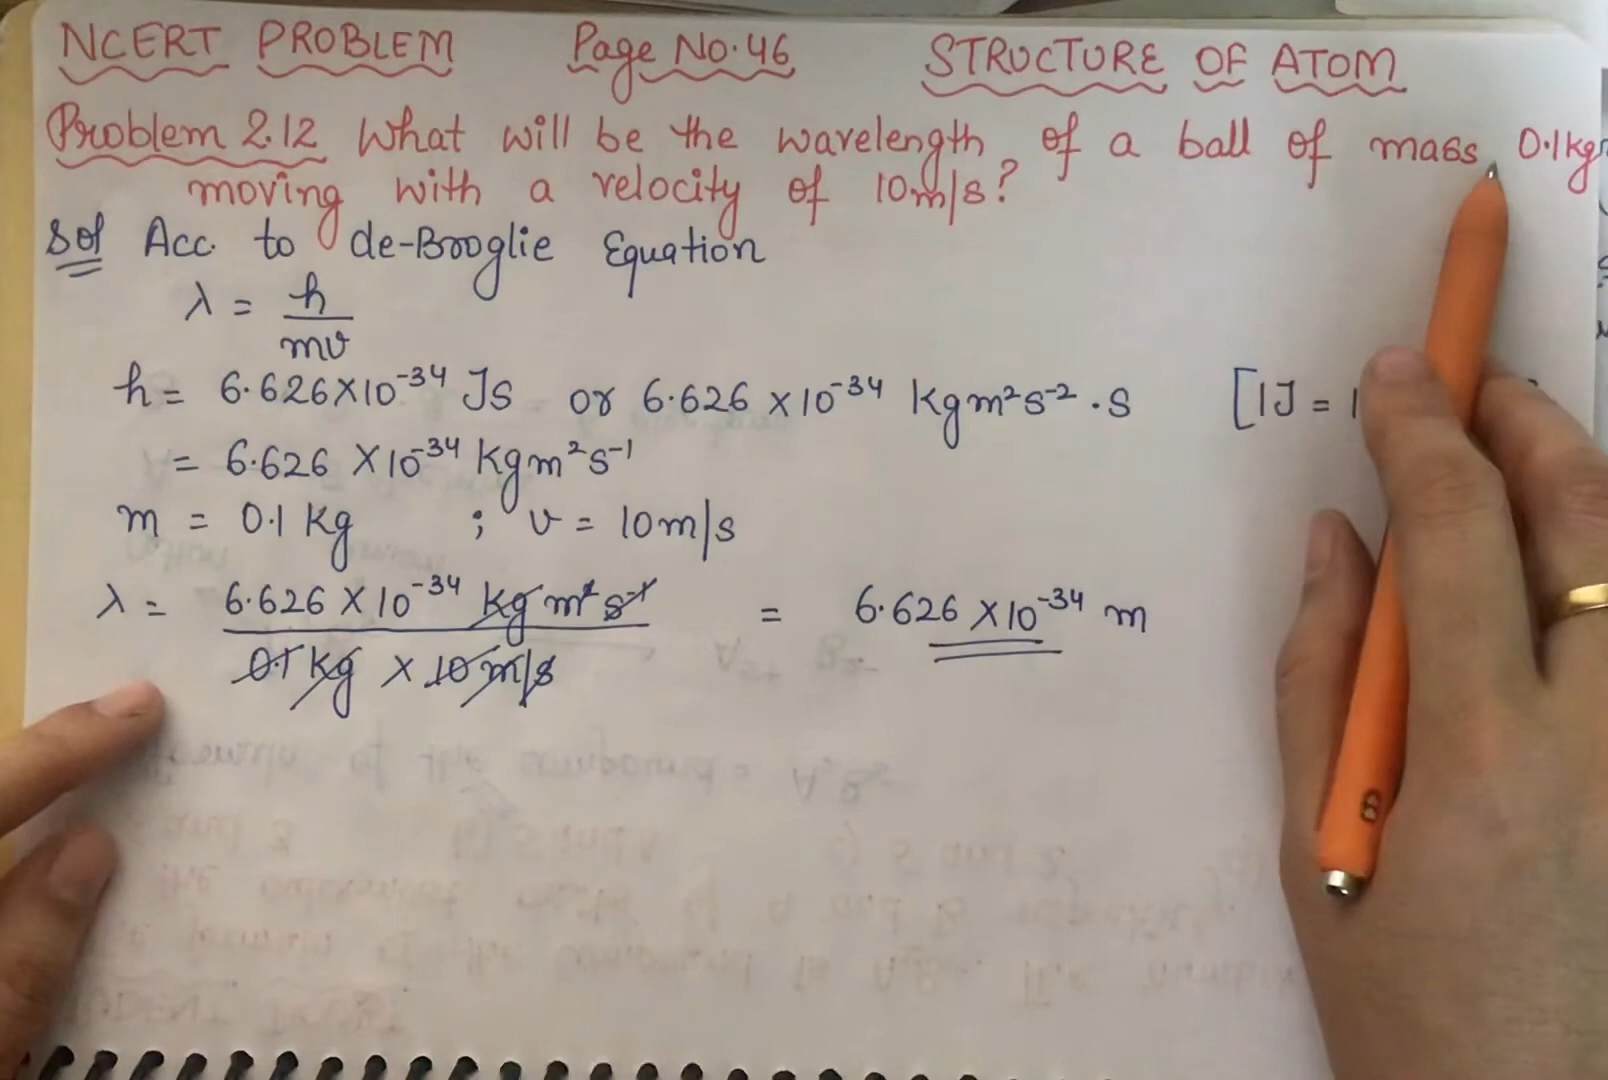 NCERT PROBLEM Page No. 46 STRUCTURE OF ATOM
Problem 2.12 What will be the wavelength of a ball of mass 0.1kg
moving with a velocity of 10m/s?
Sol Acc. to de-Brogglie Equation
λ = h/mv
h = 6.626×10⁻³⁴ Js or 6.626 ×10⁻³⁴ Kgm²s⁻² . s [1J = 1
= 6.626 ×10⁻³⁴ Kgm²s⁻¹
m = 0.1 Kg ; v = 10m/s
λ = 6.626 × 10⁻³⁴ Kg m² s⁻¹ / 0.1 Kg × 10 m/s = 6.626 ×10⁻³⁴ m